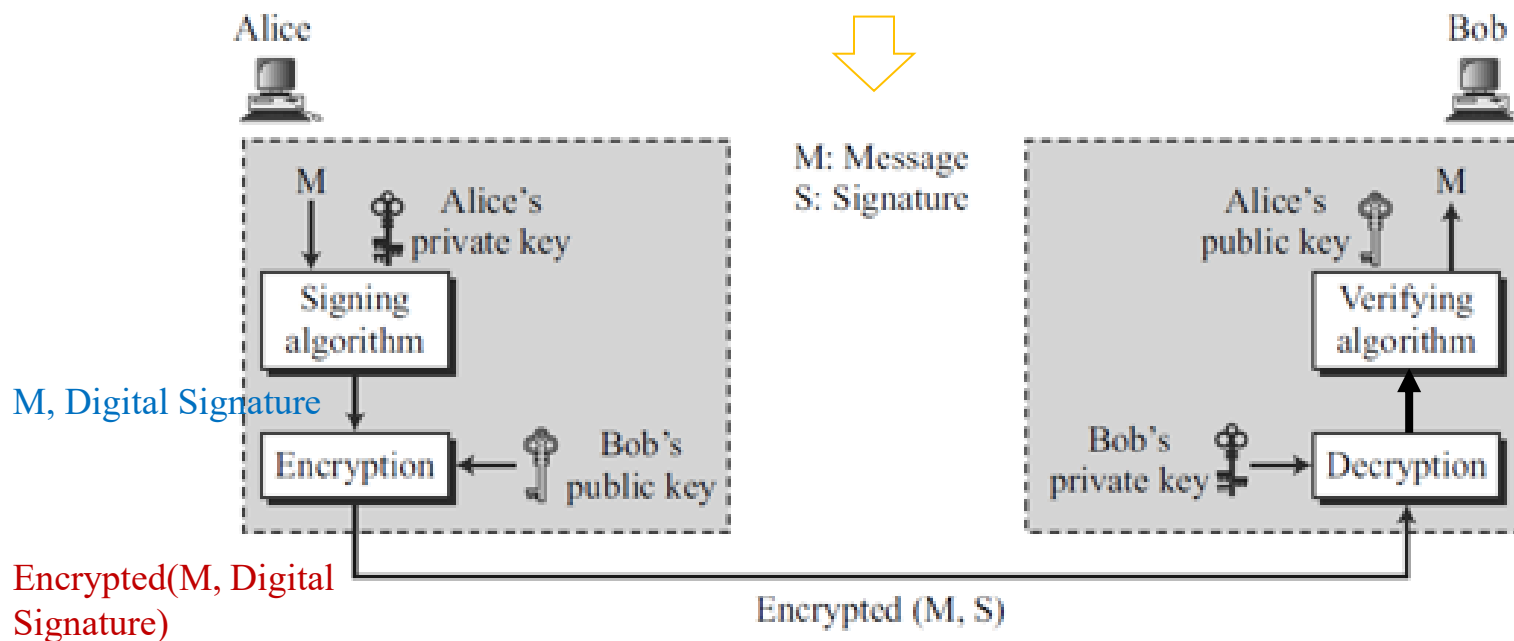 Alice
Bob
M: Message
S: Signature
M
Alice's
private key
Signing
algorithm
M, Digital Signature
Encryption
Bob's
public key
Encrypted(M, Digital
Signature)
Encrypted (M, S)
M
Alice's
public key
Verifying
algorithm
Bob's
private key
Decryption